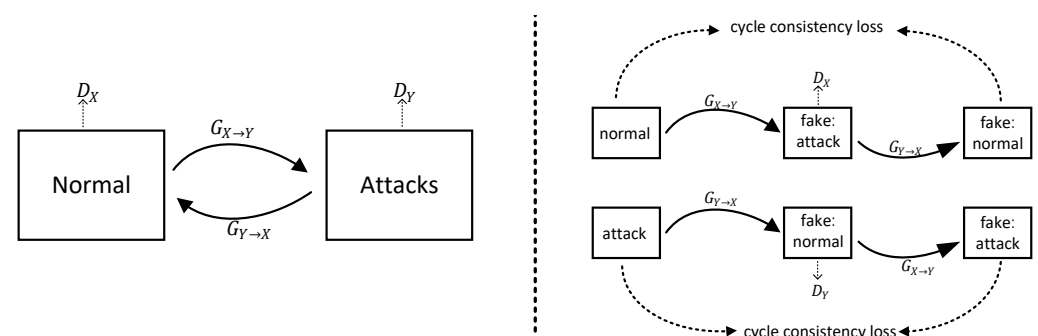 D_X
D_Y
G_{X→Y}
Normal
Attacks
G_{Y→X}
cycle consistency loss
D_X
G_{X→Y}
normal
fake:
attack
fake:
normal
G_{Y→X}
G_{Y→X}
attack
fake:
normal
fake:
attack
G_{X→Y}
D_Y
cycle consistency loss